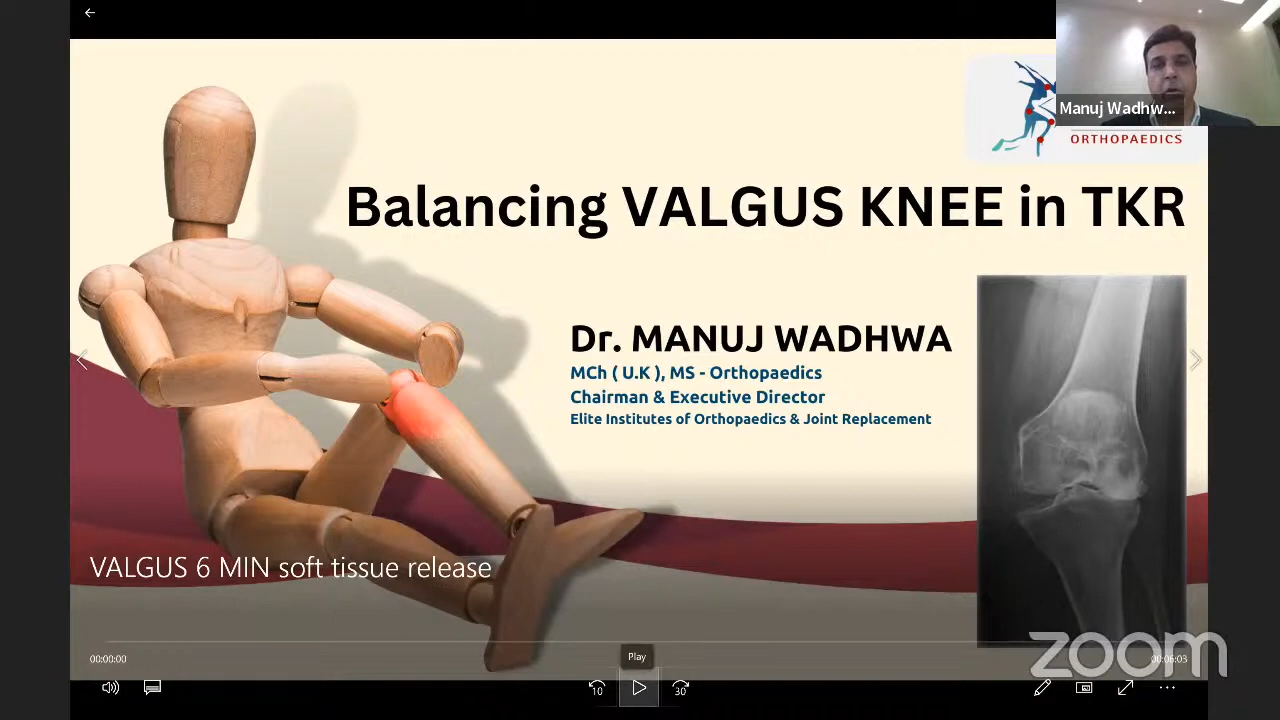 Manuj Wadhw...
ORTHOPAEDICS
Balancing VALGUS KNEE in TKR
Dr. MANUJ WADHWA
MCh ( U.K ), MS - Orthopaedics
Chairman & Executive Director
Elite Institutes of Orthopaedics & Joint Replacement
VALGUS 6 MIN soft tissue release
zoom
00:00:00
Play
00:06:03
10
30